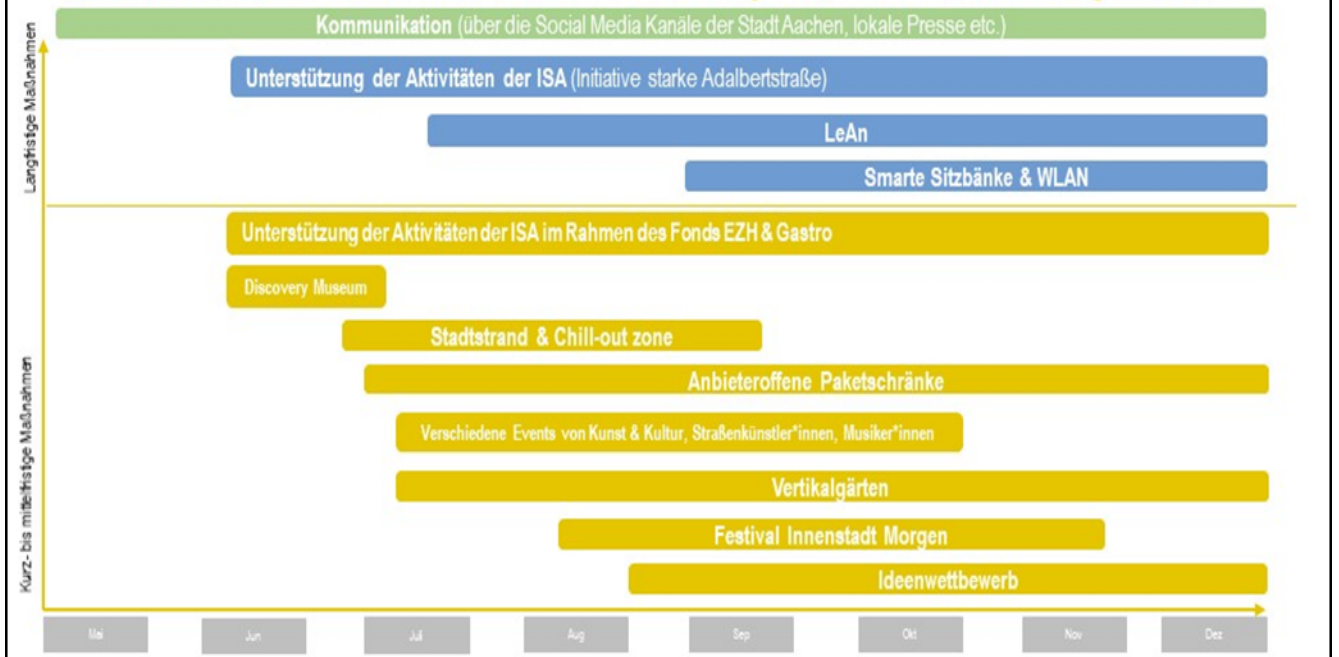 Kommunikation (über die Social Media Kanäle der Stadt Aachen, lokale Presse etc.)
Langfristige Maßnahmen
Unterstützung der Aktivitäten der ISA (Initiative starke Adalbertstraße)
LeAn
Smarte Sitzbänke & WLAN
Kurz- bis mittelfristige Maßnahmen
Unterstützung der Aktivitäten der ISA im Rahmen des Fonds EZH & Gastro
Discovery Museum
Stadtstrand & Chill-out zone
Anbieteroffene Paketschränke
Verschiedene Events von Kunst & Kultur, Straßenkünstler*innen, Musiker*innen
Vertikalgärten
Festival Innenstadt Morgen
Ideenwettbewerb
Mai Jun Juli Aug Sep Okt Nov Dez